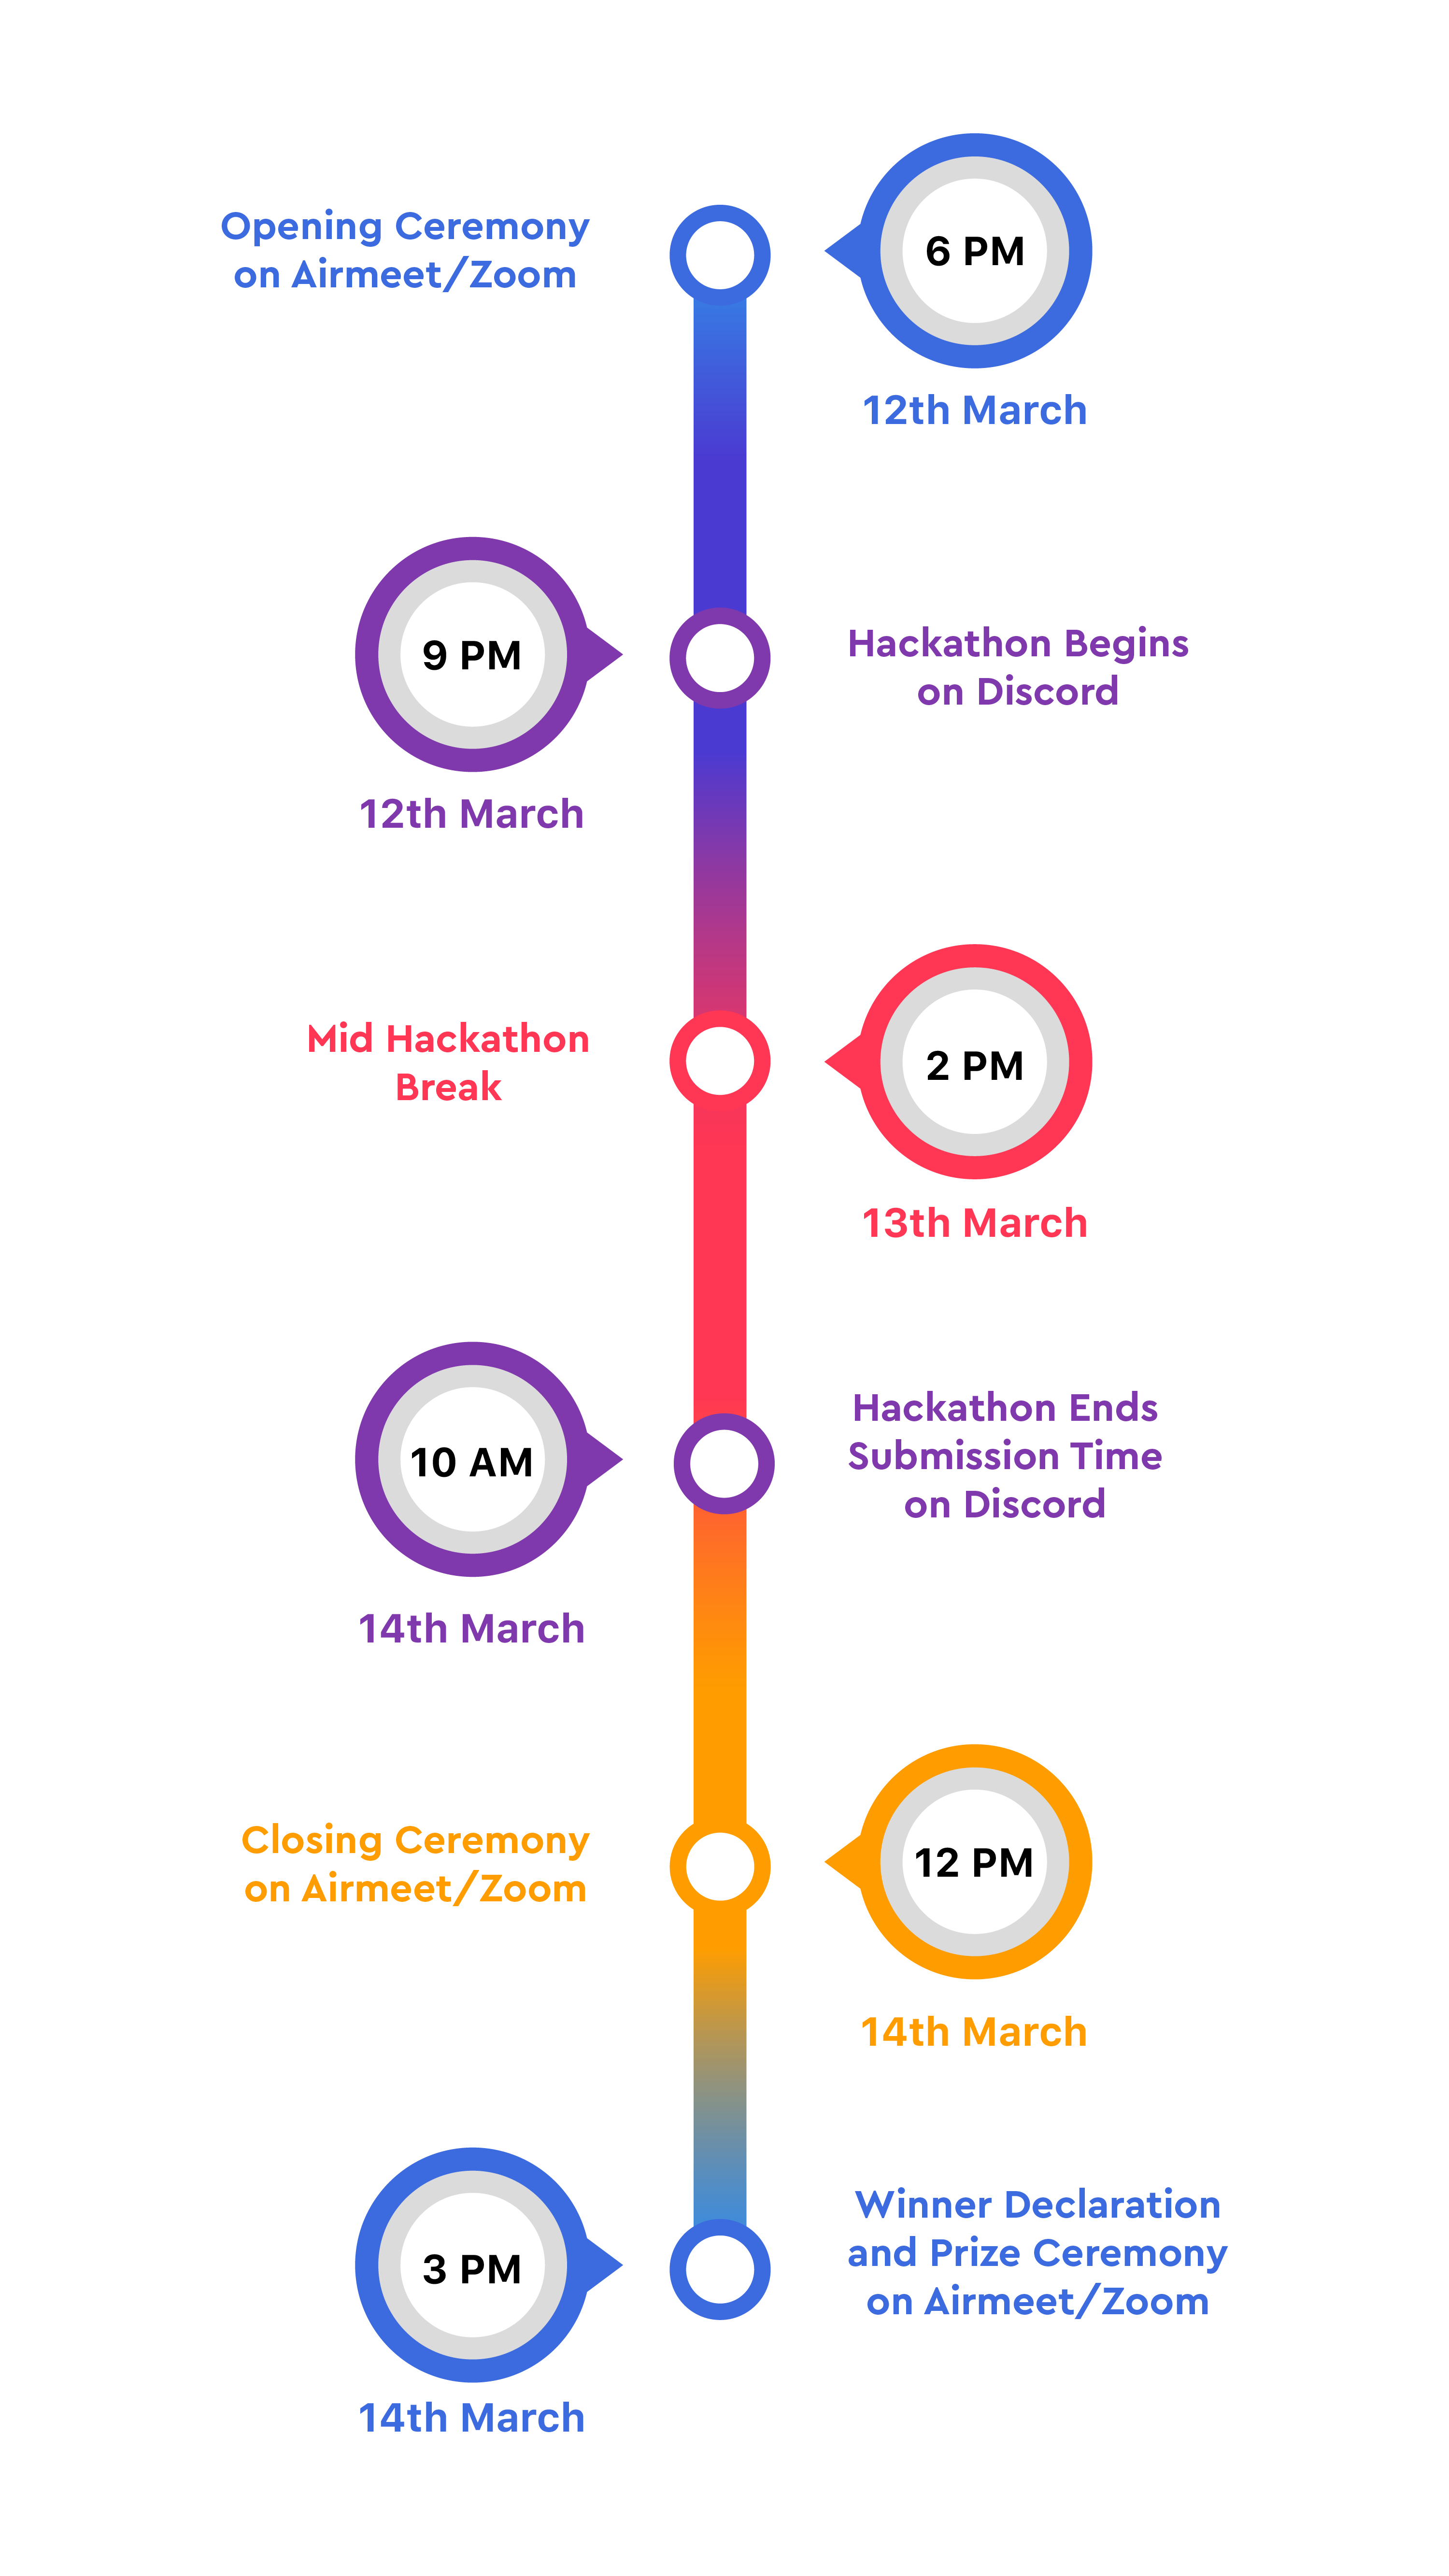 Opening Ceremony
on Airmeet/Zoom
6 PM
12th March
9 PM
12th March
Hackathon Begins
on Discord
Mid Hackathon
Break
2 PM
13th March
10 AM
14th March
Hackathon Ends
Submission Time
on Discord
Closing Ceremony
on Airmeet/Zoom
12 PM
14th March
3 PM
14th March
Winner Declaration
and Prize Ceremony
on Airmeet/Zoom